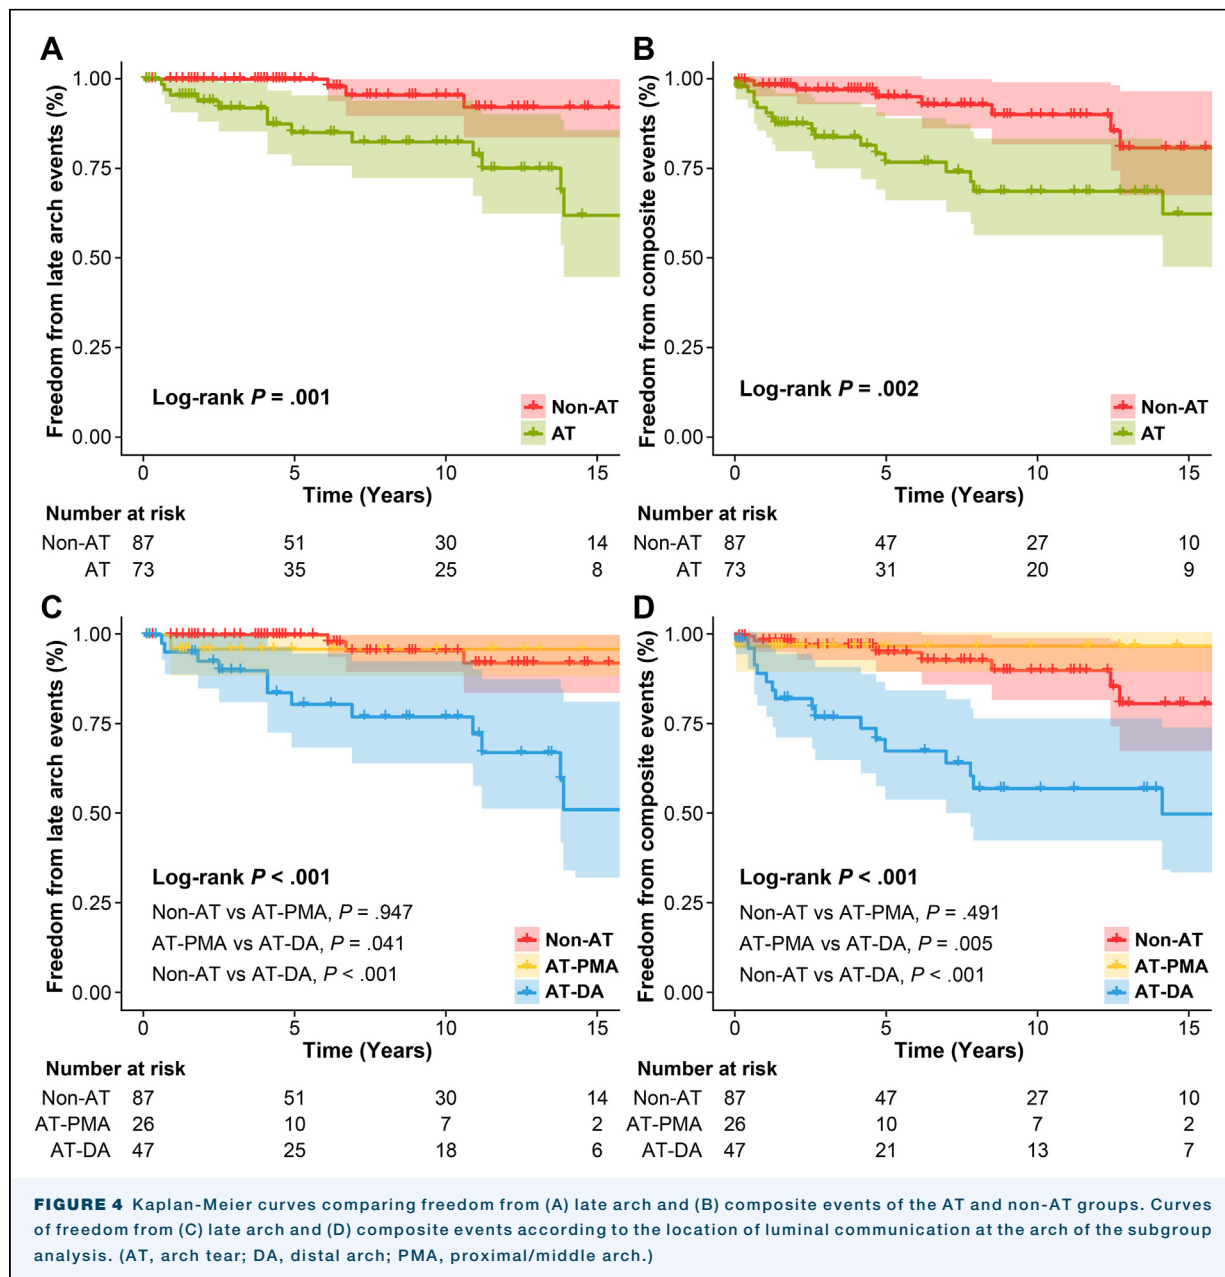 A
Freedom from late arch events (%)
1.00
0.75
0.50
0.25
0.00
Log-rank P = .001
Non-AT
AT
0 5 10 15
Time (Years)
Number at risk
Non-AT 87 51 30 14
AT 73 35 25 8
B
Freedom from composite events (%)
1.00
0.75
0.50
0.25
0.00
Log-rank P = .002
Non-AT
AT
0 5 10 15
Time (Years)
Number at risk
Non-AT 87 47 27 10
AT 73 31 20 9
C
Freedom from late arch events (%)
1.00
0.75
0.50
0.25
0.00
Log-rank P < .001
Non-AT vs AT-PMA, P = .947
AT-PMA vs AT-DA, P = .041
Non-AT vs AT-DA, P < .001
Non-AT
AT-PMA
AT-DA
0 5 10 15
Time (Years)
Number at risk
Non-AT 87 51 30 14
AT-PMA 26 10 7 2
AT-DA 47 25 18 6
D
Freedom from composite events (%)
1.00
0.75
0.50
0.25
0.00
Log-rank P < .001
Non-AT vs AT-PMA, P = .491
AT-PMA vs AT-DA, P = .005
Non-AT vs AT-DA, P < .001
Non-AT
AT-PMA
AT-DA
0 5 10 15
Time (Years)
Number at risk
Non-AT 87 47 27 10
AT-PMA 26 10 7 2
AT-DA 47 21 13 7
FIGURE 4 Kaplan-Meier curves comparing freedom from (A) late arch and (B) composite events of the AT and non-AT groups. Curves
of freedom from (C) late arch and (D) composite events according to the location of luminal communication at the arch of the subgroup
analysis. (AT, arch tear; DA, distal arch; PMA, proximal/middle arch.)